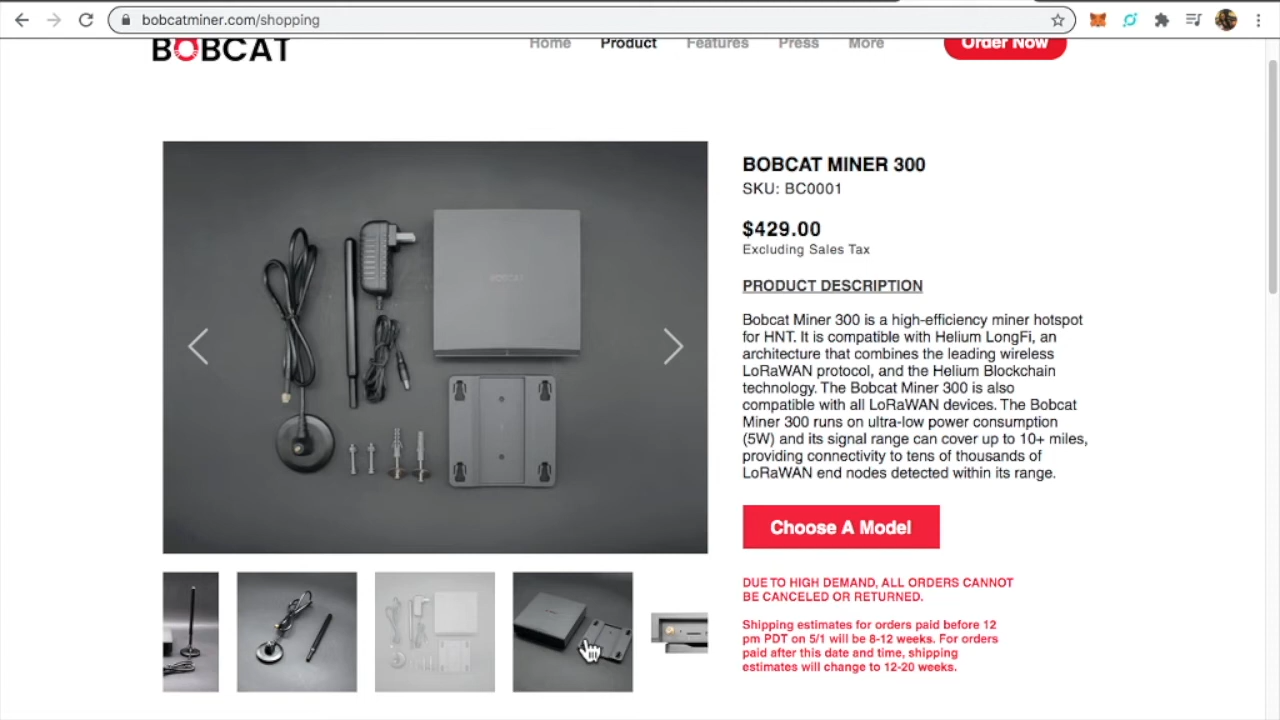 bobcatminer.com/shopping
BOBCAT
Home Product Features Press More Order Now
BOBCAT MINER 300
SKU: BC0001
$429.00
Excluding Sales Tax
PRODUCT DESCRIPTION
Bobcat Miner 300 is a high-efficiency miner hotspot
for HNT. It is compatible with Helium LongFi, an
architecture that combines the leading wireless
LoRaWAN protocol, and the Helium Blockchain
technology. The Bobcat Miner 300 is also
compatible with all LoRaWAN devices. The Bobcat
Miner 300 runs on ultra-low power consumption
(5W) and its signal range can cover up to 10+ miles,
providing connectivity to tens of thousands of
LoRaWAN end nodes detected within its range.
Choose A Model
DUE TO HIGH DEMAND, ALL ORDERS CANNOT
BE CANCELED OR RETURNED.
Shipping estimates for orders paid before 12
pm PDT on 5/1 will be 8-12 weeks. For orders
paid after this date and time, shipping
estimates will change to 12-20 weeks.
BOBCAT